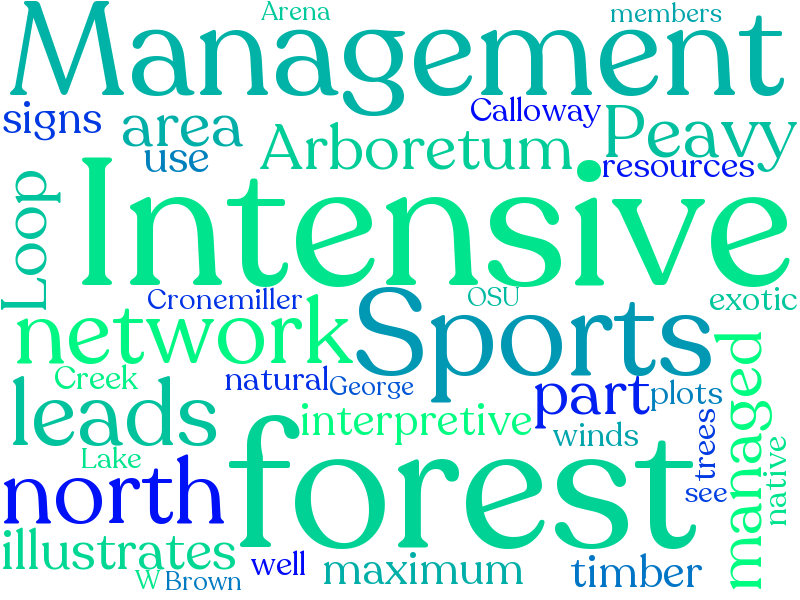 Arena
members
Management
signs
area
Calloway
Peavy
use
Arboretum
resources
Loop
Intensive
Cronemiller
OSU
exotic
network
Sports
Creek
natural
George
part
plots
managed
leads
interpretive
winds
trees
native
Lake
forest
north
see
illustrates
well
maximum
timber
W
Brown